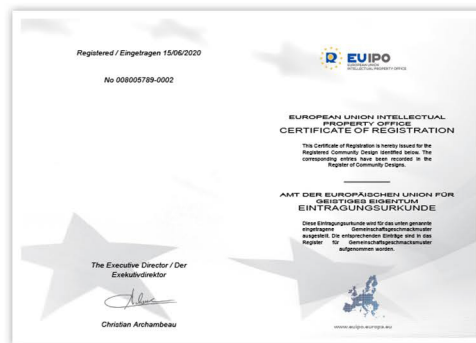 Registered / Eingetragen 15/06/2020
No 008005789-0002
The Executive Director / Der
Exekutivdirektor
Christian Archambeau
EUIPO
EUROPEAN UNION
INTELLECTUAL PROPERTY OFFICE
EUROPEAN UNION INTELLECTUAL
PROPERTY OFFICE
CERTIFICATE OF REGISTRATION
This Certificate of Registration is hereby issued for the
Registered Community Design identified below. The
corresponding entries have been recorded in the
Register of Community Designs.
AMT DER EUROPÄISCHEN UNION FÜR
GEISTIGES EIGENTUM
EINTRAGUNGSURKUNDE
Diese Eintragungsurkunde wird für das unten genannte
eingetragene Gemeinschaftsgeschmacksmuster
ausgestellt. Die entsprechenden Einträge sind in das
Register für Gemeinschaftsgeschmacksmuster
aufgenommen worden.
www.euipo.europa.eu